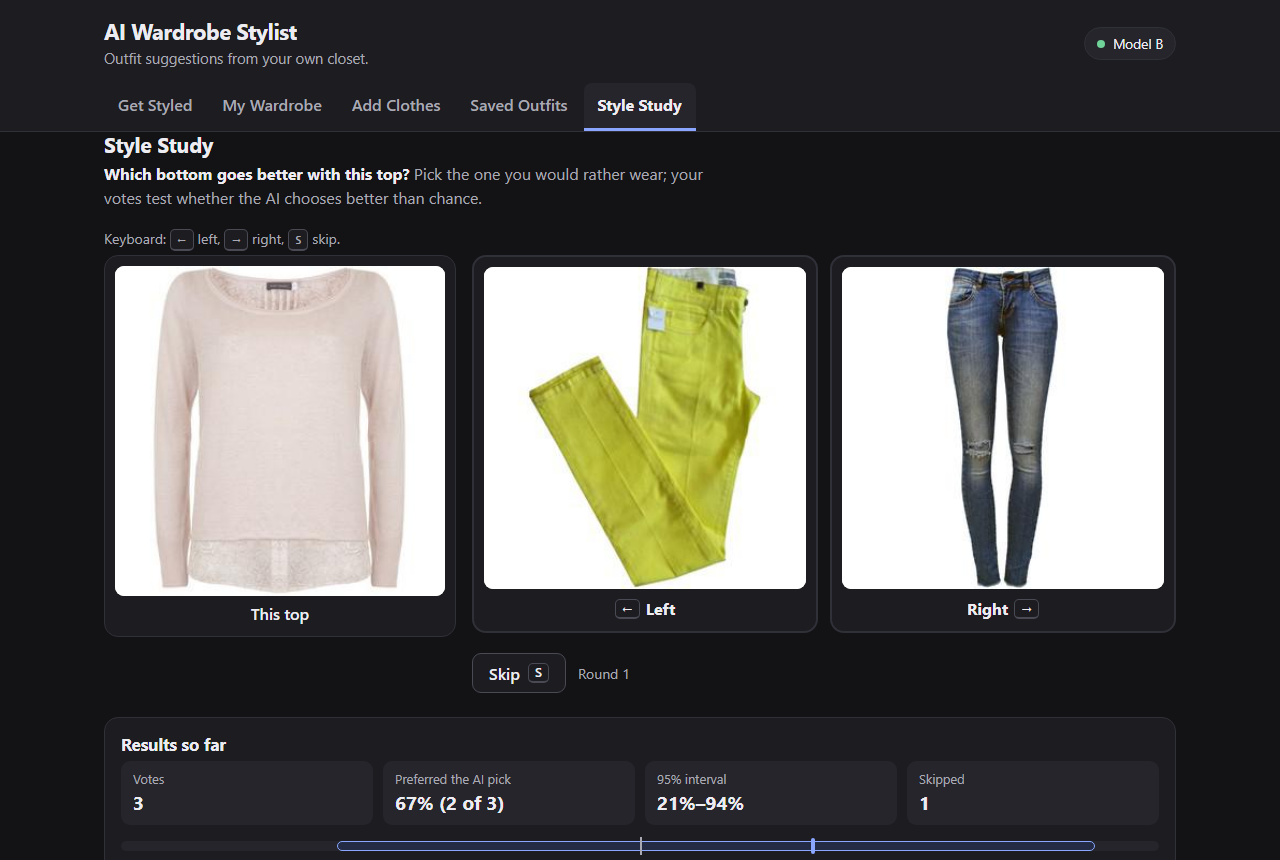 AI Wardrobe Stylist
Outfit suggestions from your own closet.
Model B
Get Styled
My Wardrobe
Add Clothes
Saved Outfits
Style Study
Style Study
Which bottom goes better with this top? Pick the one you would rather wear; your
votes test whether the AI chooses better than chance.
Keyboard: ← left, → right, S skip.
This top
← Left
Right →
Skip S
Round 1
Results so far
Votes
3
Preferred the AI pick
67% (2 of 3)
95% interval
21%–94%
Skipped
1